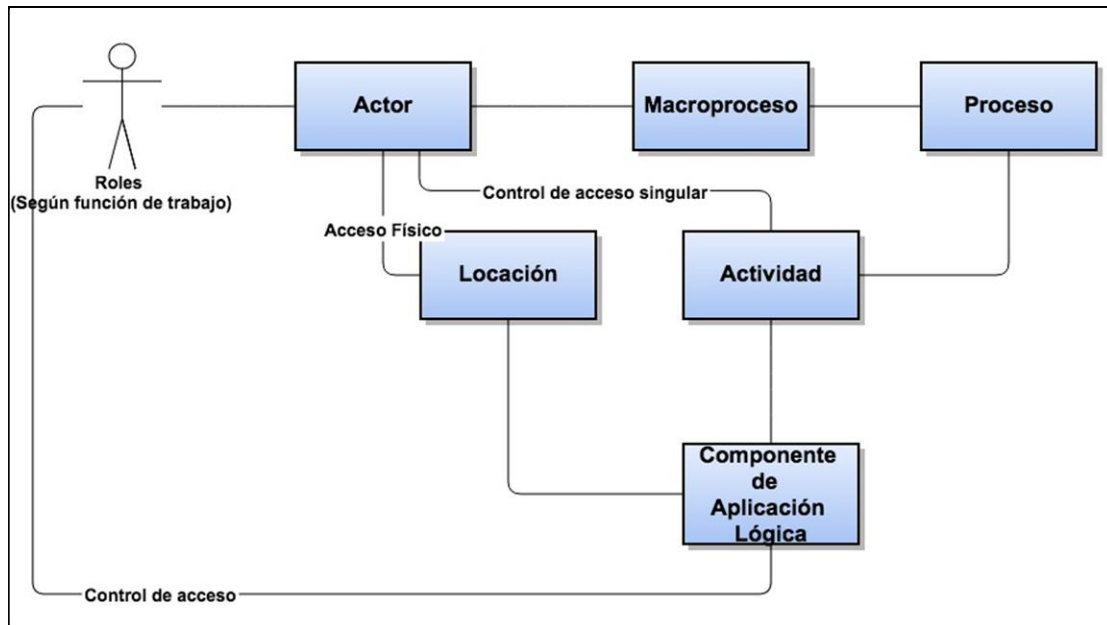 Actor
Macroproceso
Proceso
Roles
(Según función de trabajo)
Control de acceso singular
Acceso Físico
Locación
Actividad
Componente
de
Aplicación
Lógica
Control de acceso